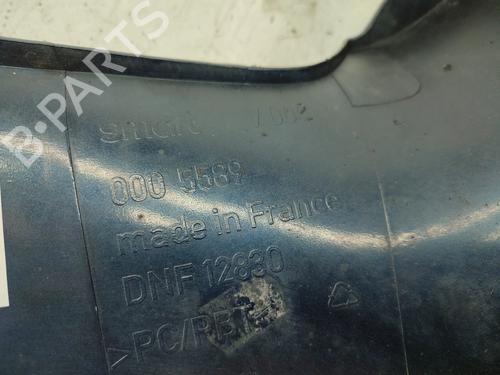 B-PARTS
smart
000 5589
made in France
DNF 12830
>PC/PBT